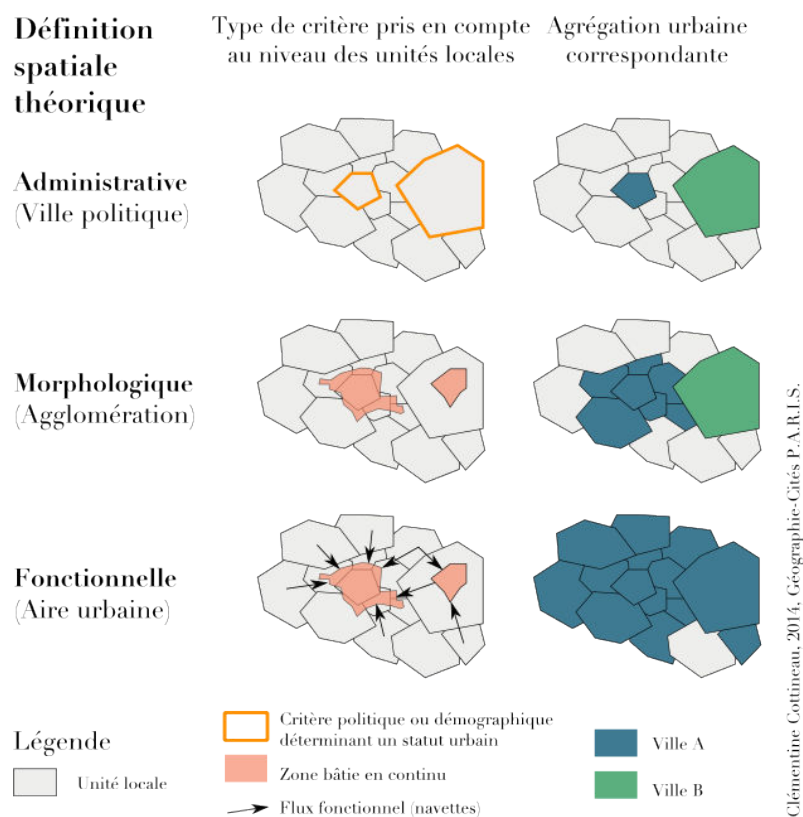 Définition
spatiale
théorique
Type de critère pris en compte
au niveau des unités locales
Agrégation urbaine
correspondante
Administrative
(Ville politique)
Morphologique
(Agglomération)
Fonctionnelle
(Aire urbaine)
Légende
Unité locale
Critère politique ou démographique
déterminant un statut urbain
Zone bâtie en continu
Flux fonctionnel (navettes)
Ville A
Ville B
Clémentine Cottineau, 2014, Géographie-Cités P.A.R.I.S.